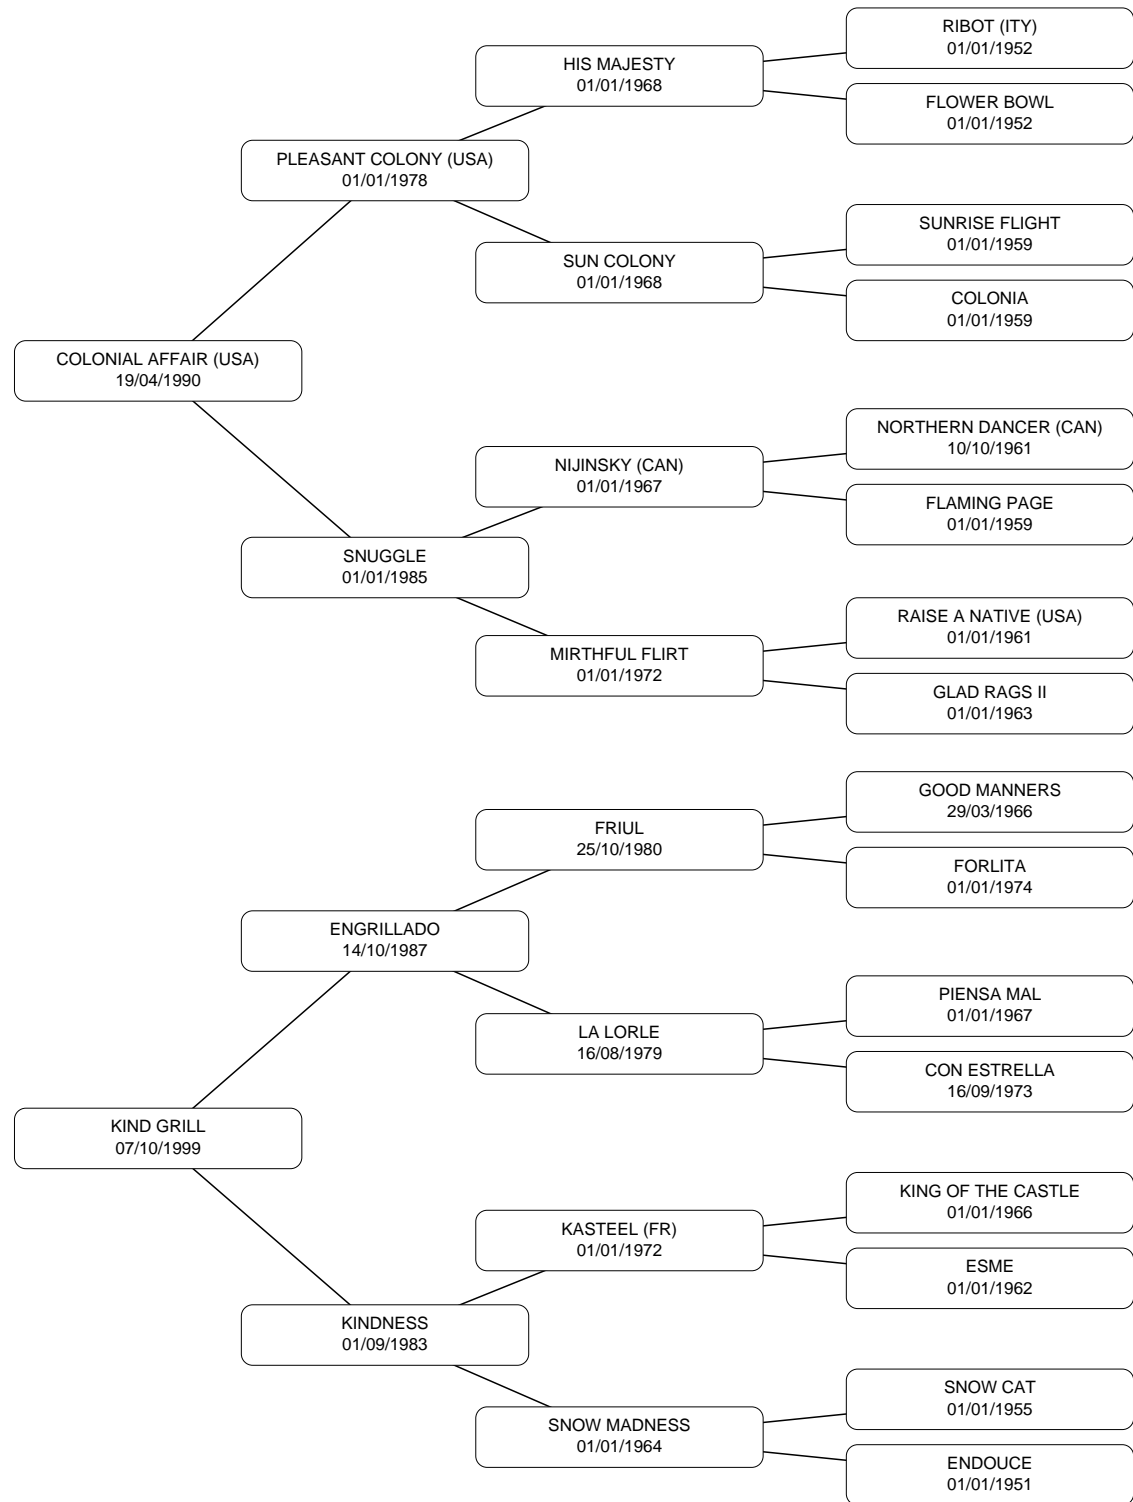 RIBOT (ITY)
01/01/1952
HIS MAJESTY
01/01/1968
FLOWER BOWL
01/01/1952
PLEASANT COLONY (USA)
01/01/1978
SUNRISE FLIGHT
01/01/1959
SUN COLONY
01/01/1968
COLONIA
01/01/1959
COLONIAL AFFAIR (USA)
19/04/1990
NORTHERN DANCER (CAN)
10/10/1961
NIJINSKY (CAN)
01/01/1967
FLAMING PAGE
01/01/1959
SNUGGLE
01/01/1985
RAISE A NATIVE (USA)
01/01/1961
MIRTHFUL FLIRT
01/01/1972
GLAD RAGS II
01/01/1963
GOOD MANNERS
29/03/1966
FRIUL
25/10/1980
FORLITA
01/01/1974
ENGRILLADO
14/10/1987
PIENSA MAL
01/01/1967
LA LORLE
16/08/1979
CON ESTRELLA
16/09/1973
KIND GRILL
07/10/1999
KING OF THE CASTLE
01/01/1966
KASTEEL (FR)
01/01/1972
ESME
01/01/1962
KINDNESS
01/09/1983
SNOW CAT
01/01/1955
SNOW MADNESS
01/01/1964
ENDOUCE
01/01/1951